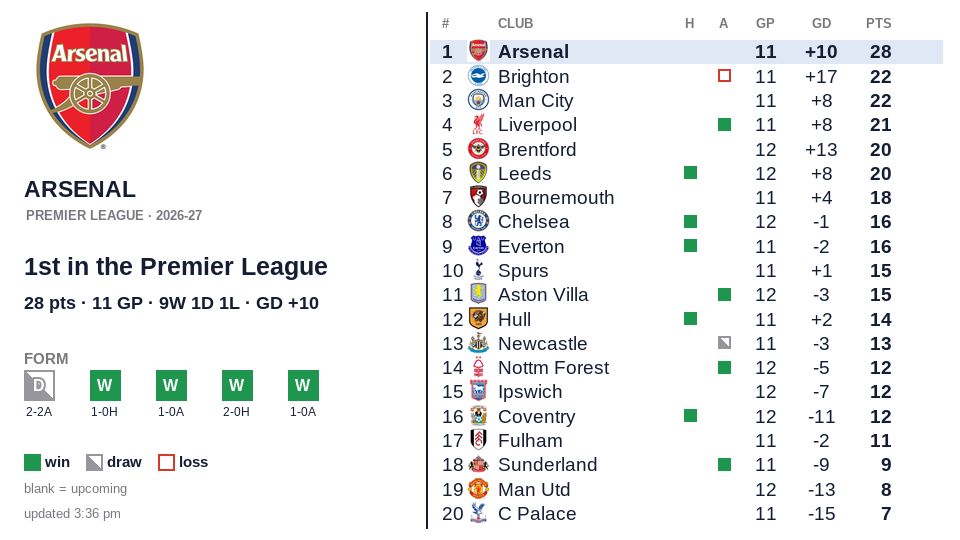 Arsenal
®
ARSENAL
PREMIER LEAGUE · 2026-27
1st in the Premier League
28 pts · 11 GP · 9W 1D 1L · GD +10
FORM
D W W W W
2-2A 1-0H 1-0A 2-0H 1-0A
win draw loss
blank = upcoming
updated 3:36 pm
# CLUB H A GP GD PTS
1 Arsenal 11 +10 28
2 Brighton 11 +17 22
3 Man City 11 +8 22
4 Liverpool 11 +8 21
5 Brentford 12 +13 20
6 Leeds 12 +8 20
7 Bournemouth 11 +4 18
8 Chelsea 12 -1 16
9 Everton 11 -2 16
10 Spurs 11 +1 15
11 Aston Villa 12 -3 15
12 Hull 11 +2 14
13 Newcastle 11 -3 13
14 Nottm Forest 12 -5 12
15 Ipswich 12 -7 12
16 Coventry 12 -11 12
17 Fulham 11 -2 11
18 Sunderland 11 -9 9
19 Man Utd 12 -13 8
20 C Palace 11 -15 7